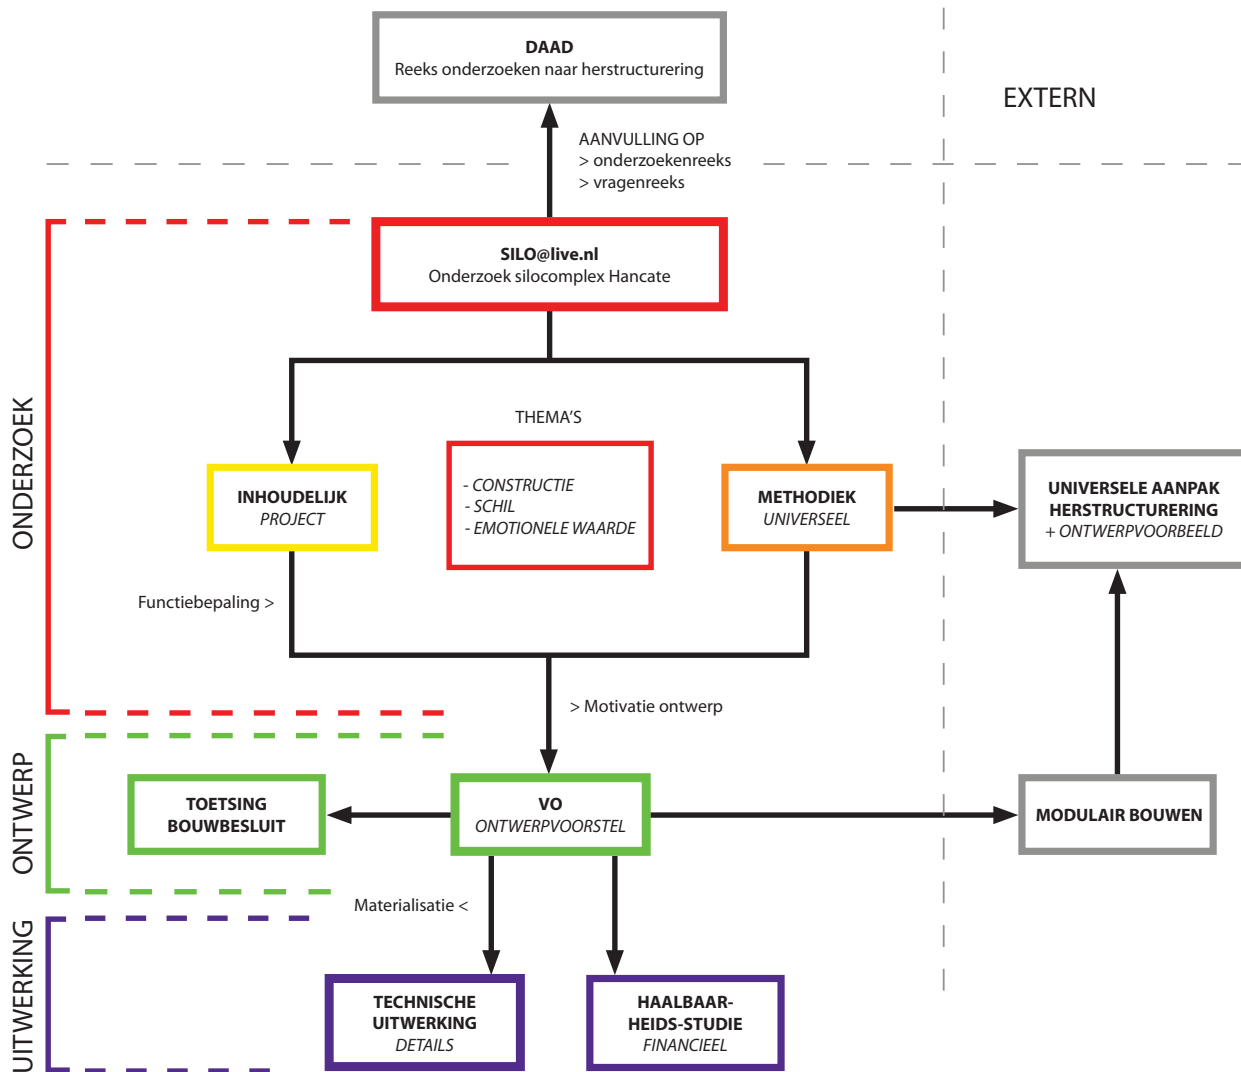 DAAD
Reeks onderzoeken naar herstructurering
EXTERN
AANVULLING OP
> onderzoekenreeks
> vragenreeks
SILO@live.nl
Onderzoek silocomplex Hancate
ONDERZOEK
THEMA'S
- CONSTRUCTIE
- SCHIL
- EMOTIONELE WAARDE
INHOUDELIJK
PROJECT
METHODIEK
UNIVERSEEL
UNIVERSELE AANPAK
HERSTRUCTURERING
+ ONTWERPVOORBEELD
Functiebepaling >
> Motivatie ontwerp
ONTWERP
TOETSING
BOUWBESLUIT
VO
ONTWERPVOORSTEL
MODULAIR BOUWEN
Materialisatie <
UITWERKING
TECHNISCHE
UITWERKING
DETAILS
HAALBAAR-
HEIDS-STUDIE
FINANCIEEL